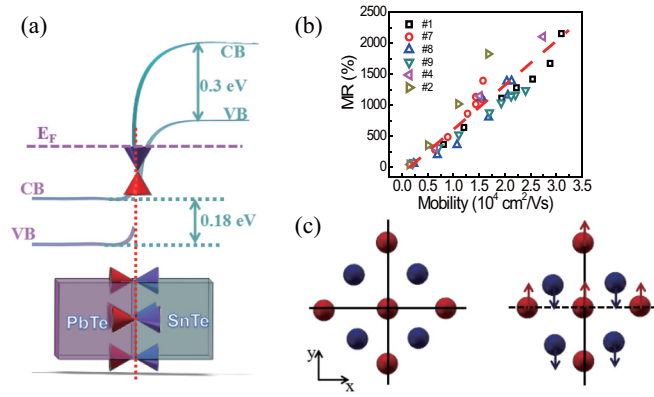 (a)
CB
0.3 eV
VB
E_F
CB
0.18 eV
VB
PbTe
SnTe
(b)
MR (%)
2500
2000
1500
1000
500
0
#1
#7
#8
#9
#4
#2
0.0 0.5 1.0 1.5 2.0 2.5 3.0 3.5
Mobility (10⁴ cm²/Vs)
(c)
y
x